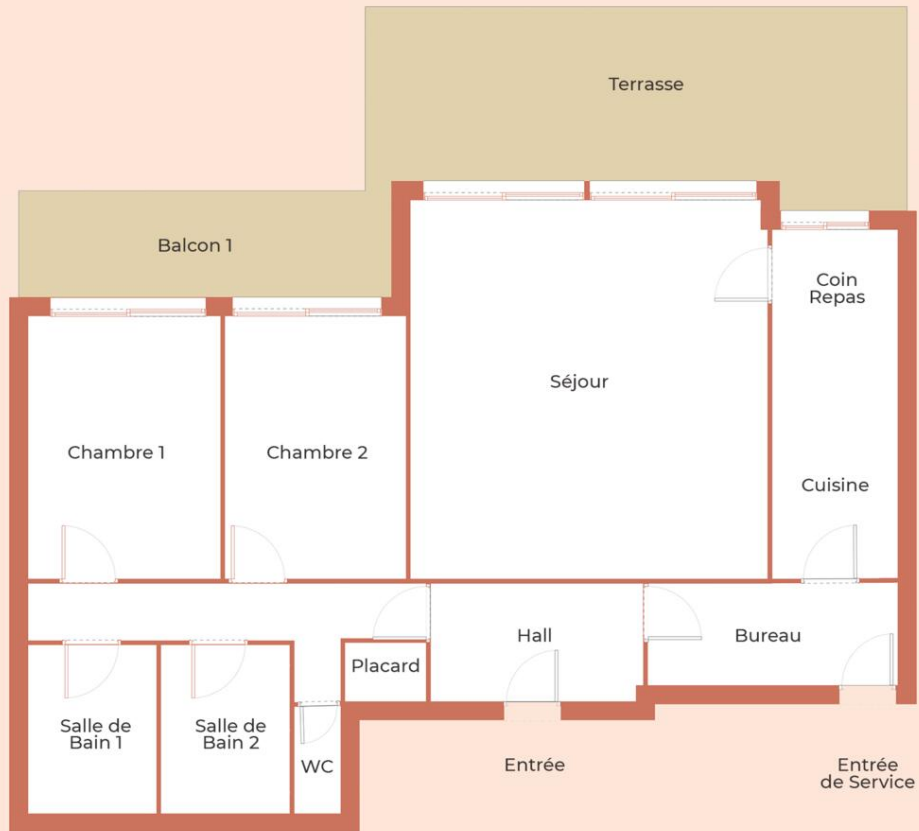 Terrasse
Balcon 1
Coin
Repas
Séjour
Chambre 1
Chambre 2
Cuisine
Hall
Bureau
Placard
Salle de
Bain 1
Salle de
Bain 2
WC
Entrée
Entrée
de Service